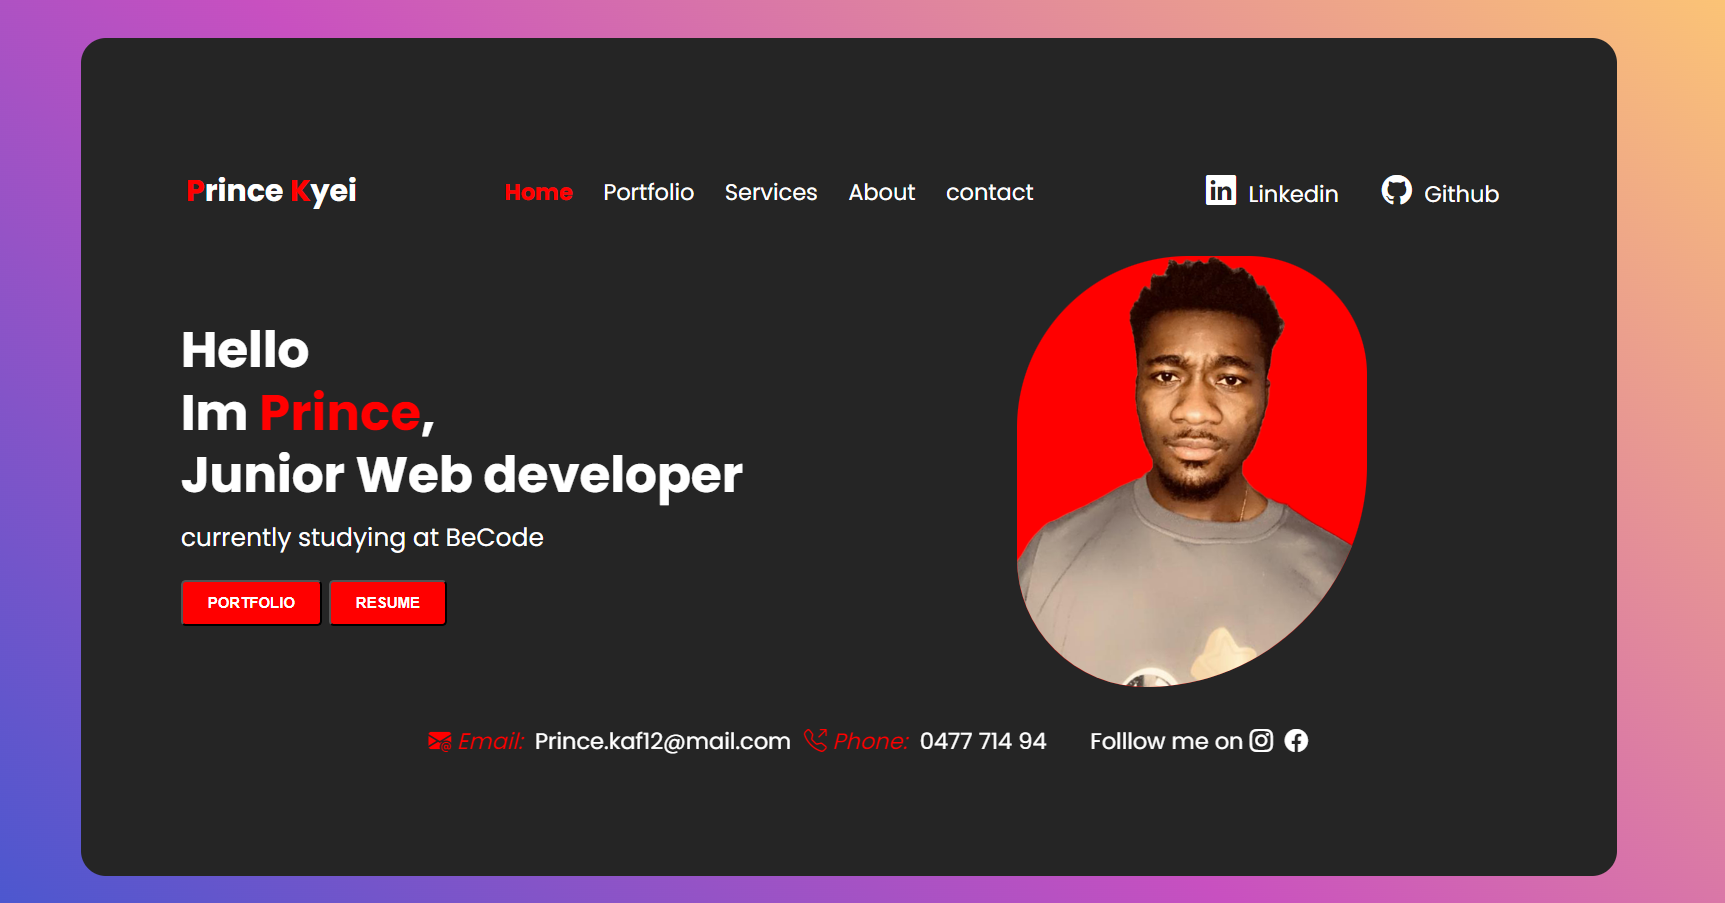 Prince Kyei Home Portfolio Services About contact Linkedin Github
Hello
Im Prince,
Junior Web developer
currently studying at BeCode
PORTFOLIO RESUME
Email: Prince.kaf12@mail.com Phone: 0477 714 94 Folllow me on